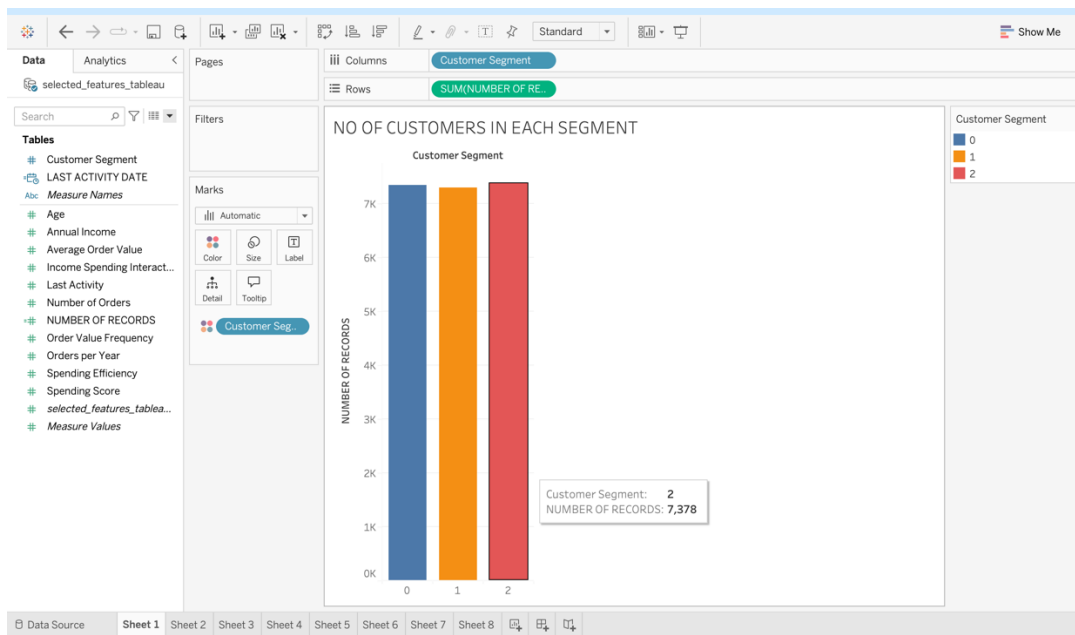 Standard
Show Me
Data
Analytics
selected_features_tableau
Search
Tables
Customer Segment
LAST ACTIVITY DATE
Abc Measure Names
Age
Annual Income
Average Order Value
Income Spending Interact...
Last Activity
Number of Orders
NUMBER OF RECORDS
Order Value Frequency
Orders per Year
Spending Efficiency
Spending Score
selected_features_tablea...
Measure Values
Pages
Filters
Marks
Automatic
Color
Size
Label
Detail
Tooltip
Customer Seg..
Columns
Customer Segment
Rows
SUM(NUMBER OF RE..
NO OF CUSTOMERS IN EACH SEGMENT
Customer Segment
NUMBER OF RECORDS
7K
6K
5K
4K
3K
2K
1K
0K
0
1
2
Customer Segment: 2
NUMBER OF RECORDS: 7,378
Customer Segment
0
1
2
Data Source
Sheet 1
Sheet 2
Sheet 3
Sheet 4
Sheet 5
Sheet 6
Sheet 7
Sheet 8